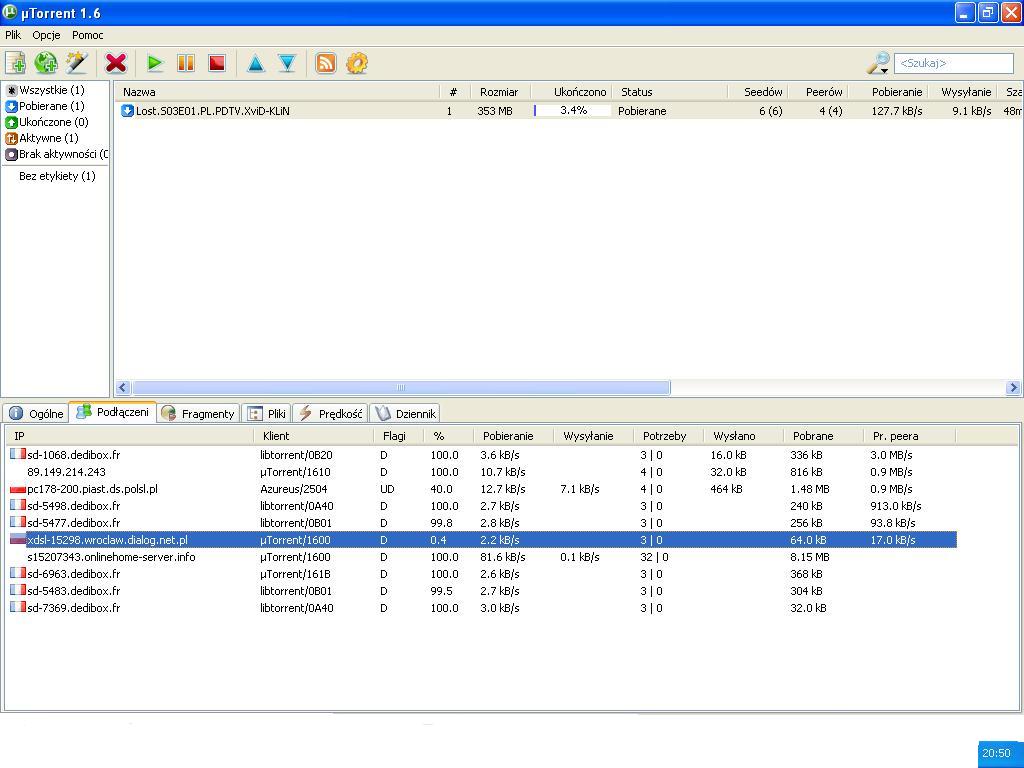 µTorrent 1.6
Plik Opcje Pomoc
<Szukaj>
Wszystkie (1)
Pobierane (1)
Ukończone (0)
Aktywne (1)
Brak aktywności (0
Bez etykiety (1)
Nazwa # Rozmiar Ukończono Status Seedów Peerów Pobieranie Wysyłanie Sza
Lost.S03E01.PL.PDTV.XviD-KLiN 1 353 MB 3.4% Pobierane 6 (6) 4 (4) 127.7 kB/s 9.1 kB/s 48m
Ogólne Podłączeni Fragmenty Pliki Prędkość Dziennik
IP Klient Flagi % Pobieranie Wysyłanie Potrzeby Wysłano Pobrane Pr. peera
sd-1068.dedibox.fr libtorrent/0B20 D 100.0 3.6 kB/s 3 | 0 16.0 kB 336 kB 3.0 MB/s
89.149.214.243 µTorrent/1610 D 100.0 10.7 kB/s 4 | 0 32.0 kB 816 kB 0.9 MB/s
pc178-200.piast.ds.polsl.pl Azureus/2504 UD 40.0 12.7 kB/s 7.1 kB/s 4 | 0 464 kB 1.48 MB 0.9 MB/s
sd-5498.dedibox.fr libtorrent/0A40 D 100.0 2.7 kB/s 3 | 0 240 kB 913.0 kB/s
sd-5477.dedibox.fr libtorrent/0B01 D 99.8 2.8 kB/s 3 | 0 256 kB 93.8 kB/s
xdsl-15298.wroclaw.dialog.net.pl µTorrent/1600 D 0.4 2.2 kB/s 3 | 0 64.0 kB 17.0 kB/s
s15207343.onlinehome-server.info µTorrent/1600 D 100.0 81.6 kB/s 0.1 kB/s 32 | 0 8.15 MB
sd-6963.dedibox.fr µTorrent/161B D 100.0 2.6 kB/s 3 | 0 368 kB
sd-5483.dedibox.fr libtorrent/0B01 D 99.5 2.7 kB/s 3 | 0 304 kB
sd-7369.dedibox.fr libtorrent/0A40 D 100.0 3.0 kB/s 3 | 0 32.0 kB
20:50